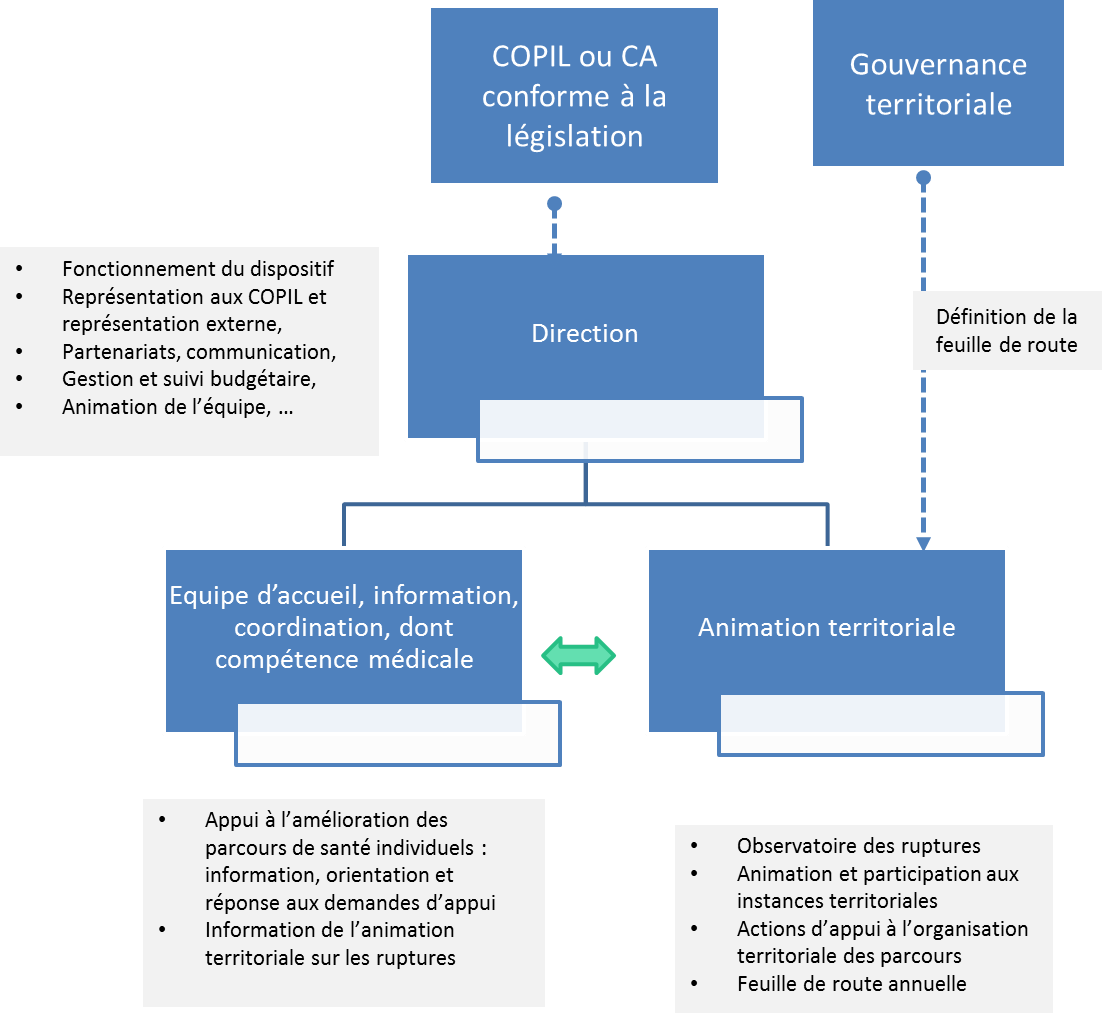 COPIL ou CA
conforme à la
législation
Gouvernance
territoriale
• Fonctionnement du dispositif
• Représentation aux COPIL et
représentation externe,
• Partenariats, communication,
• Gestion et suivi budgétaire,
• Animation de l’équipe, …
Direction
Définition de la
feuille de route
Equipe d’accueil, information,
coordination, dont
compétence médicale
Animation territoriale
• Appui à l’amélioration des
parcours de santé individuels :
information, orientation et
réponse aux demandes d’appui
• Information de l’animation
territoriale sur les ruptures
• Observatoire des ruptures
• Animation et participation aux
instances territoriales
• Actions d’appui à l’organisation
territoriale des parcours
• Feuille de route annuelle